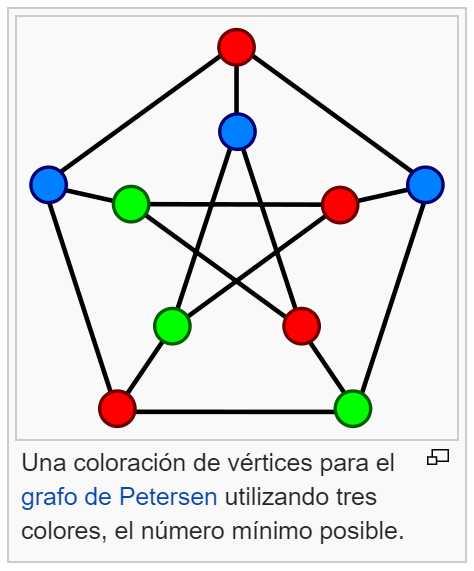 Una coloración de vértices para el
grafo de Petersen utilizando tres
colores, el número mínimo posible.